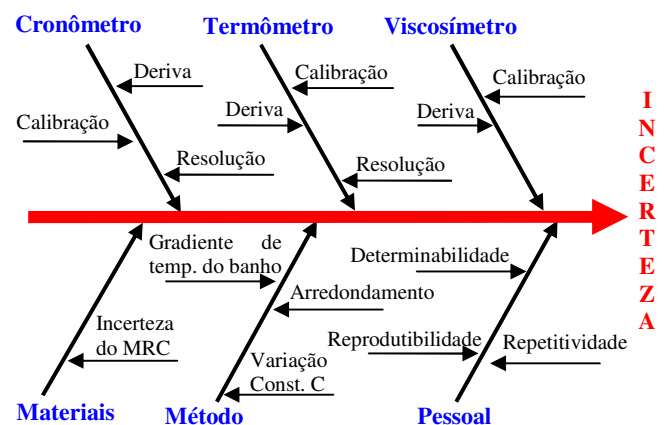 Cronômetro
Termômetro
Viscosímetro
Deriva
Calibração
Calibração
Calibração
Deriva
Deriva
Resolução
Resolução
INCERTEZA
Gradiente de
temp. do banho
Determinabilidade
Arredondamento
Incerteza
do MRC
Reprodutibilidade
Repetitividade
Variação
Const. C
Materiais
Método
Pessoal